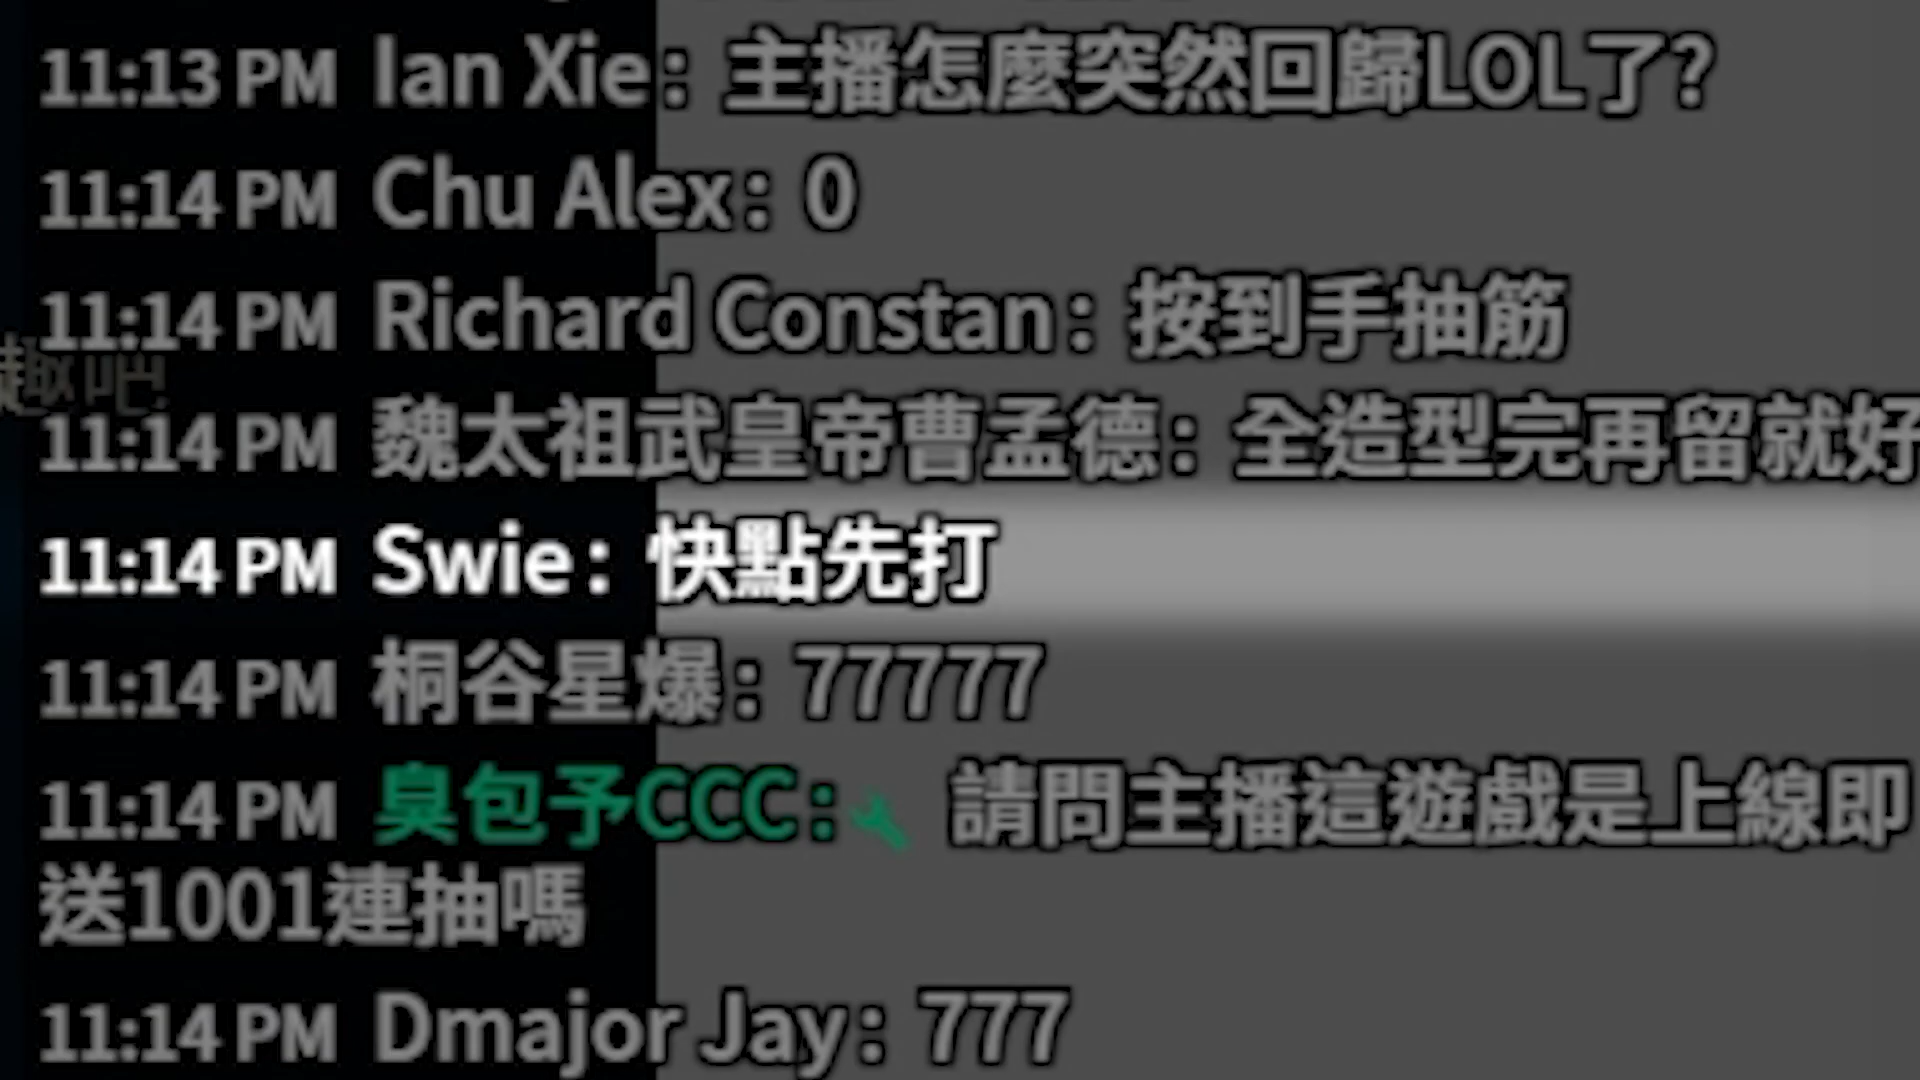 11:13 PM Ian Xie：主播怎麼突然回歸LOL了?
11:14 PM Chu Alex：0
11:14 PM Richard Constan：按到手抽筋
趣吧!
11:14 PM 魏太祖武皇帝曹孟德：全造型完再留就好
11:14 PM Swie：快點先打
11:14 PM 桐谷星爆：77777
11:14 PM 臭包予CCC： 請問主播這遊戲是上線即
送1001連抽嗎
11:14 PM Dmajor Jay：777